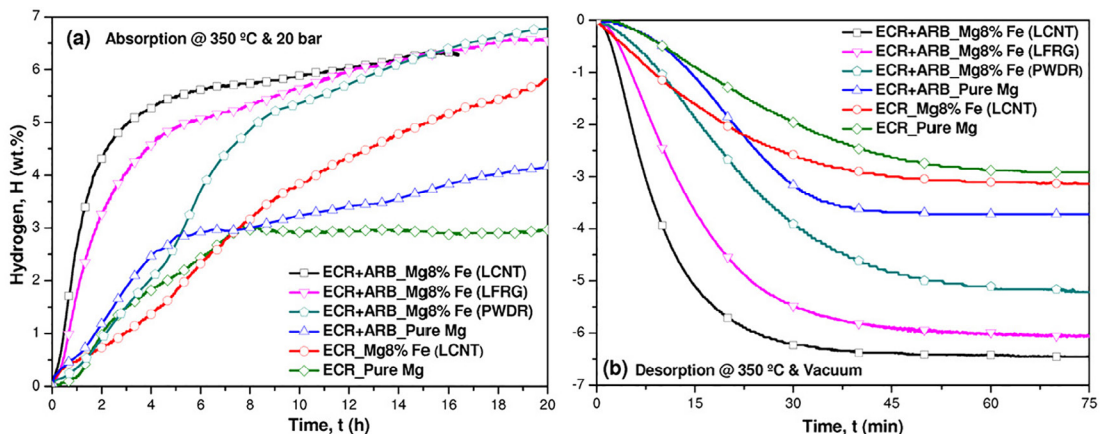 7
6
5
4
3
2
1
0
Hydrogen, H (wt.%)
(a) Absorption @ 350 ºC & 20 bar
ECR+ARB_Mg8% Fe (LCNT)
ECR+ARB_Mg8% Fe (LFRG)
ECR+ARB_Mg8% Fe (PWDR)
ECR+ARB_Pure Mg
ECR_Mg8% Fe (LCNT)
ECR_Pure Mg
0 2 4 6 8 10 12 14 16 18 20
Time, t (h)
0
-1
-2
-3
-4
-5
-6
-7
ECR+ARB_Mg8% Fe (LCNT)
ECR+ARB_Mg8% Fe (LFRG)
ECR+ARB_Mg8% Fe (PWDR)
ECR+ARB_Pure Mg
ECR_Mg8% Fe (LCNT)
ECR_Pure Mg
(b) Desorption @ 350 ºC & Vacuum
0 15 30 45 60 75
Time, t (min)